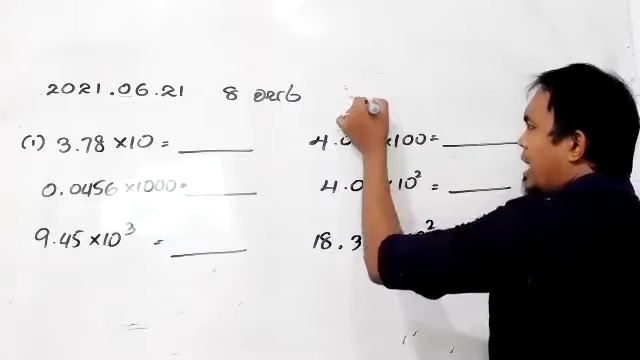 2021.06.21 8 වසර
(1) 3.78 ×10 = ______
4.0 ×100= ______
0.0456 ×1000= ______
4.0 10² = ______
9.45 ×10³ = ______
18.3 ²